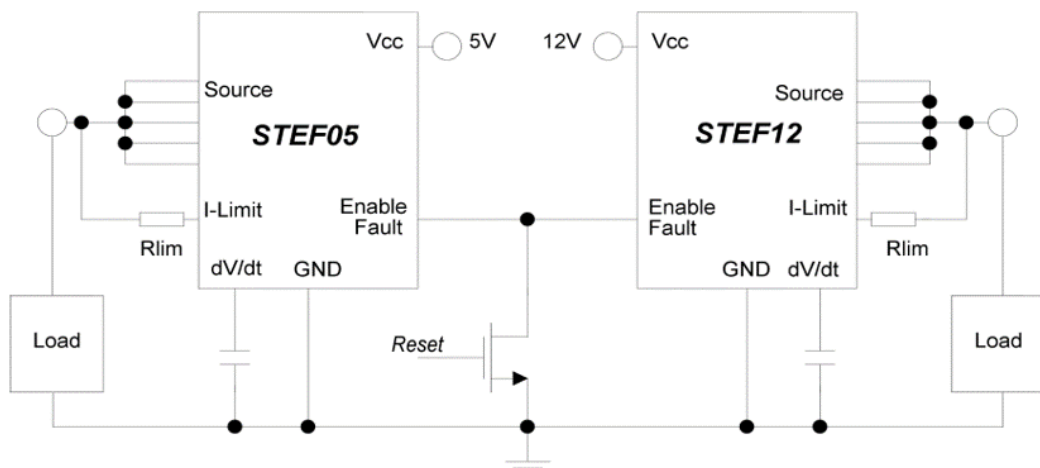 Vcc
5V
12V
Vcc
Source
STEF05
Source
STEF12
I-Limit
Enable
Fault
Enable
Fault
I-Limit
Rlim
dV/dt
GND
GND
dV/dt
Rlim
Load
Reset
Load